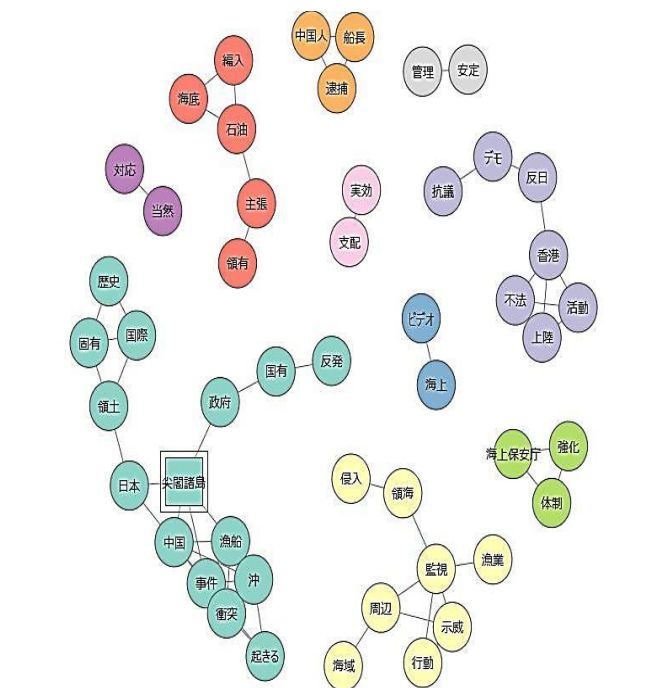 中国人
船長
逮捕
編入
海底
石油
主張
領有
管理
安定
対応
当然
実効
支配
デモ
抗議
反日
香港
不法
活動
上陸
歴史
固有
国際
領土
日本
尖閣諸島
政府
国有
反発
中国
漁船
事件
沖
衝突
起きる
ビデオ
海上
海上保安庁
強化
体制
侵入
領海
監視
漁業
周辺
示威
海域
行動